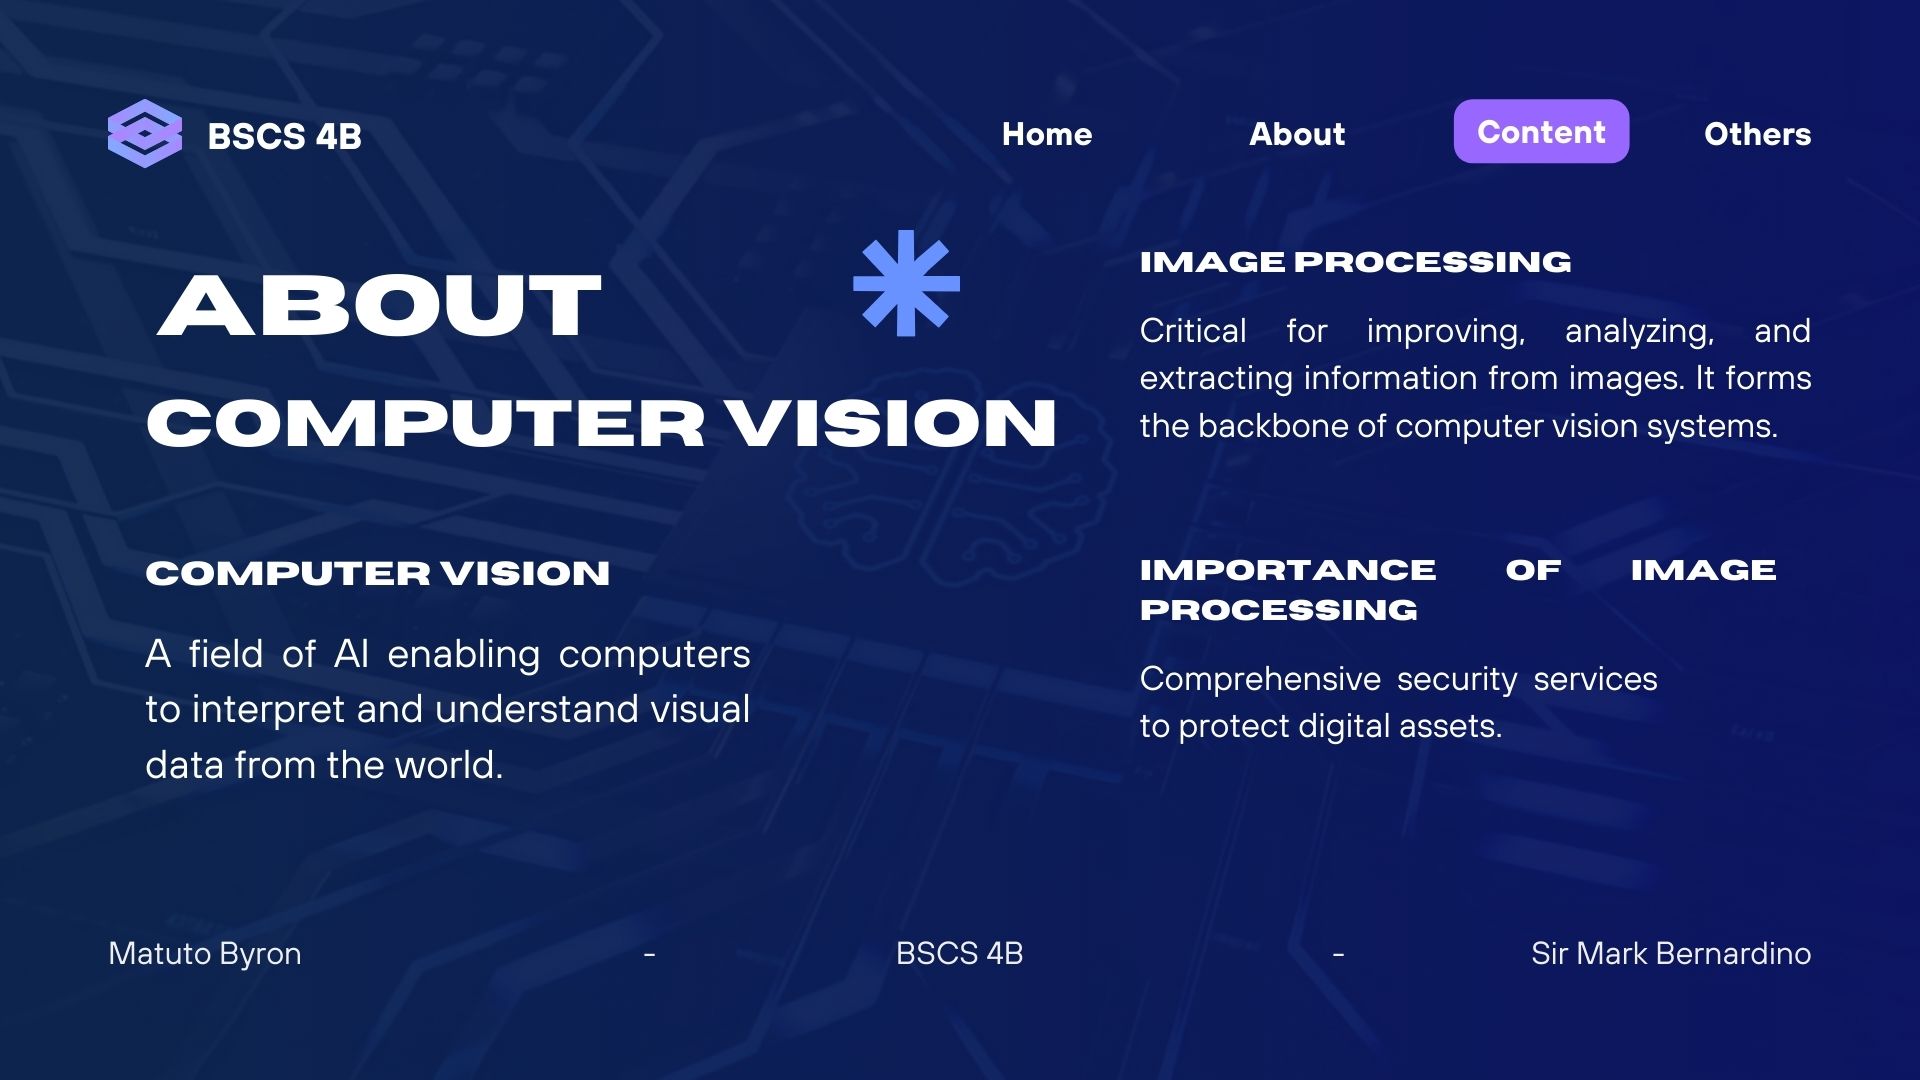 BSCS 4B
Home
About
Content
Others
ABOUT
COMPUTER VISION
COMPUTER VISION
A field of AI enabling computers
to interpret and understand visual
data from the world.
IMAGE PROCESSING
Critical for improving, analyzing, and
extracting information from images. It forms
the backbone of computer vision systems.
IMPORTANCE OF IMAGE
PROCESSING
Comprehensive security services
to protect digital assets.
Matuto Byron
-
BSCS 4B
-
Sir Mark Bernardino